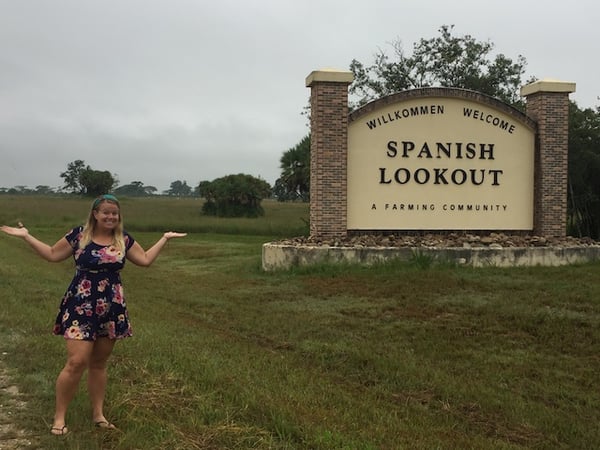 WILLKOMMEN WELCOME
SPANISH
LOOKOUT
A FARMING COMMUNITY